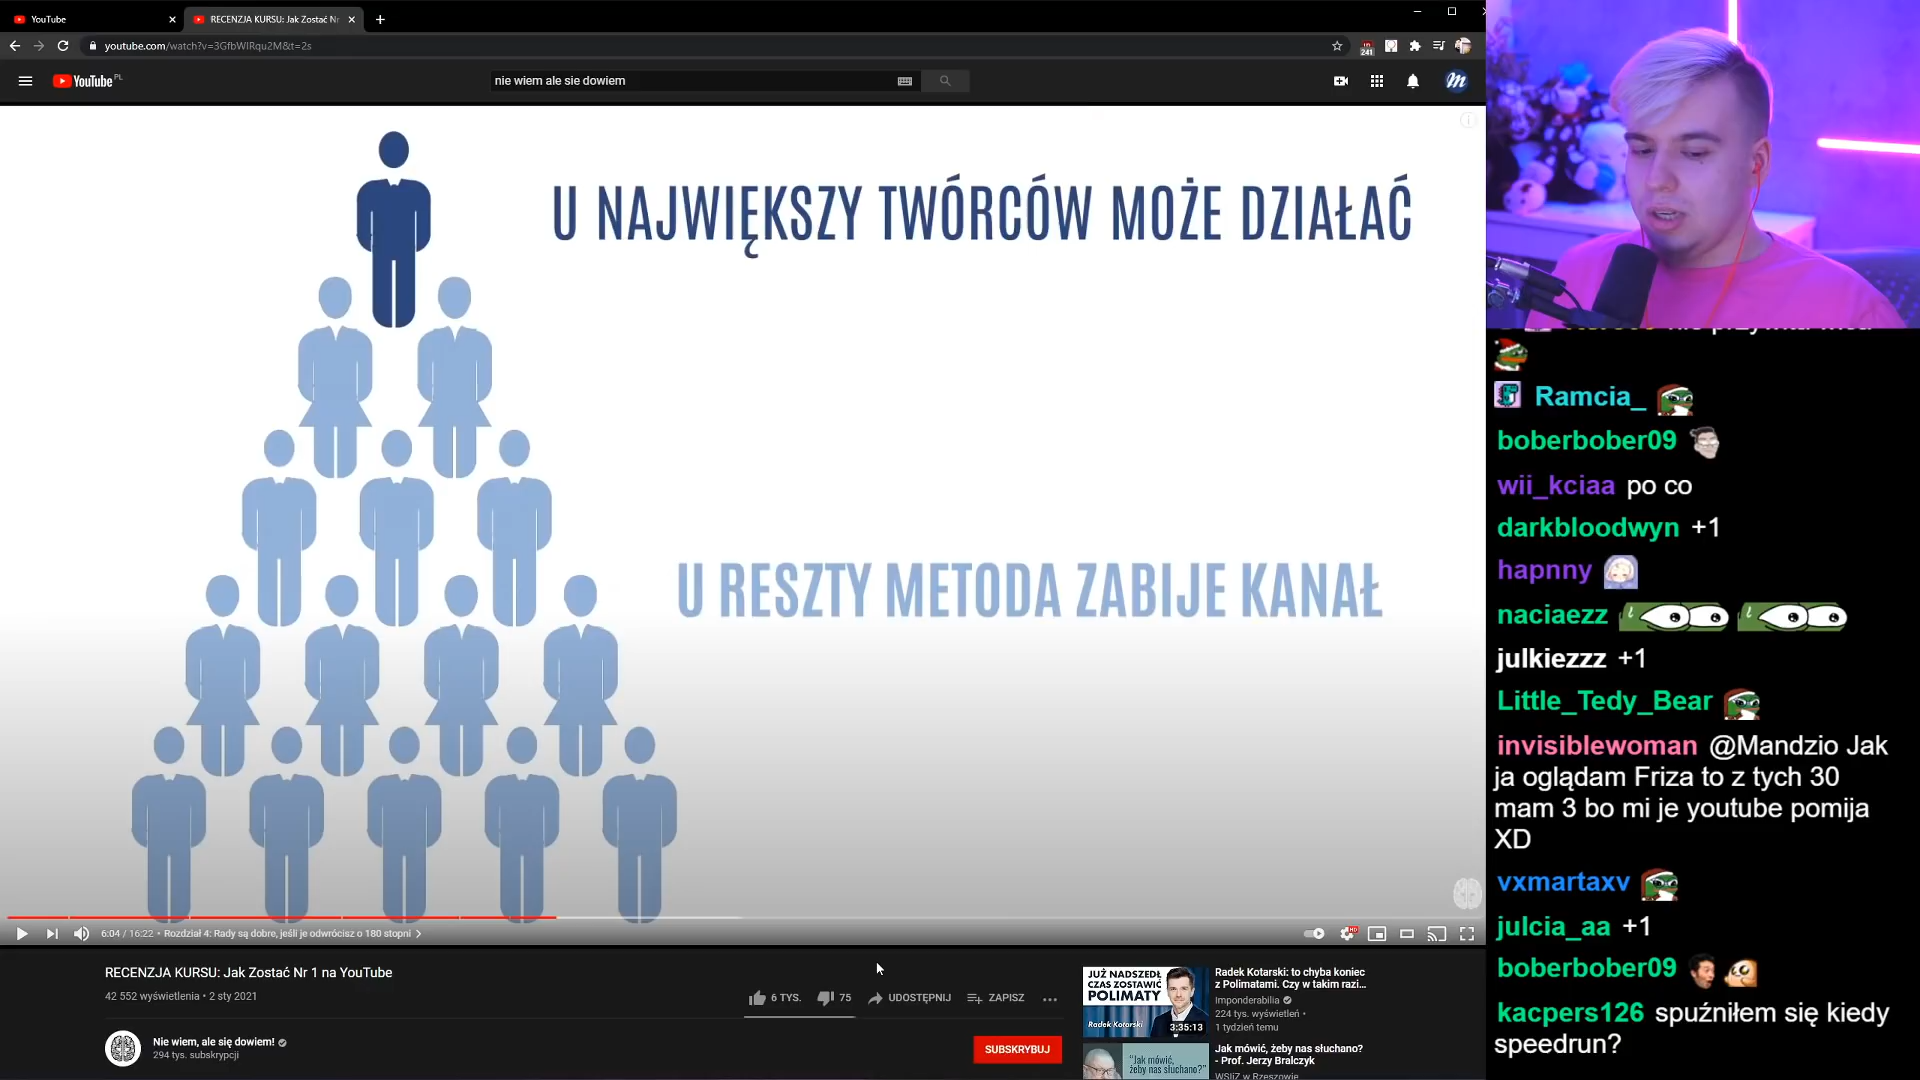 YouTube
RECENZJA KURSU: Jak Zostać Nr
youtube.com/watch?v=3GfbWlRqu2M&t=2s
241
YouTube PL
nie wiem ale sie dowiem
U NAJWIĘKSZY TWÓRCÓW MOŻE DZIAŁAĆ
U RESZTY METODA ZABIJE KANAŁ
6:04 / 16:22 • Rozdział 4: Rady są dobre, jeśli je odwrócisz o 180 stopni
HD
RECENZJA KURSU: Jak Zostać Nr 1 na YouTube
42 552 wyświetlenia • 2 sty 2021
6 TYS.
75
UDOSTĘPNIJ
ZAPISZ
Nie wiem, ale się dowiem!
294 tys. subskrypcji
SUBSKRYBUJ
JUŻ NADSZEDŁ
CZAS ZOSTAWIĆ
POLIMATY
Radek Kotarski
3:35:13
Radek Kotarski: to chyba koniec
z Polimatami. Czy w takim razi...
Imponderabilia
224 tys. wyświetleń •
1 tydzień temu
"Jak mówić,
żeby nas słuchano?"
Jak mówić, żeby nas słuchano?
- Prof. Jerzy Bralczyk
WSIiZ w Rzeszowie
Ramcia_
boberbober09
wii_kciaa po co
darkbloodwyn +1
hapnny
naciaezz
julkiezzz +1
Little_Tedy_Bear
invisiblewoman @Mandzio Jak
ja oglądam Friza to z tych 30
mam 3 bo mi je youtube pomija
XD
vxmartaxv
julcia_aa +1
boberbober09
kacpers126 spuźniłem się kiedy
speedrun?